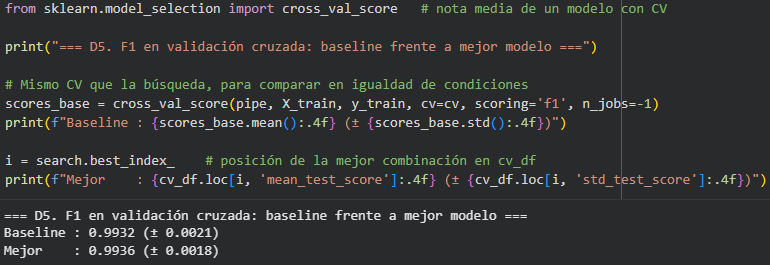 from sklearn.model_selection import cross_val_score   # nota media de un modelo con CV
print("=== D5. F1 en validación cruzada: baseline frente a mejor modelo ===")
# Mismo CV que la búsqueda, para comparar en igualdad de condiciones
scores_base = cross_val_score(pipe, X_train, y_train, cv=cv, scoring='f1', n_jobs=-1)
print(f"Baseline : {scores_base.mean():.4f} (± {scores_base.std():.4f})")
i = search.best_index_   # posición de la mejor combinación en cv_df
print(f"Mejor    : {cv_df.loc[i, 'mean_test_score']:.4f} (± {cv_df.loc[i, 'std_test_score']:.4f})")
=== D5. F1 en validación cruzada: baseline frente a mejor modelo ===
Baseline : 0.9932 (± 0.0021)
Mejor    : 0.9936 (± 0.0018)